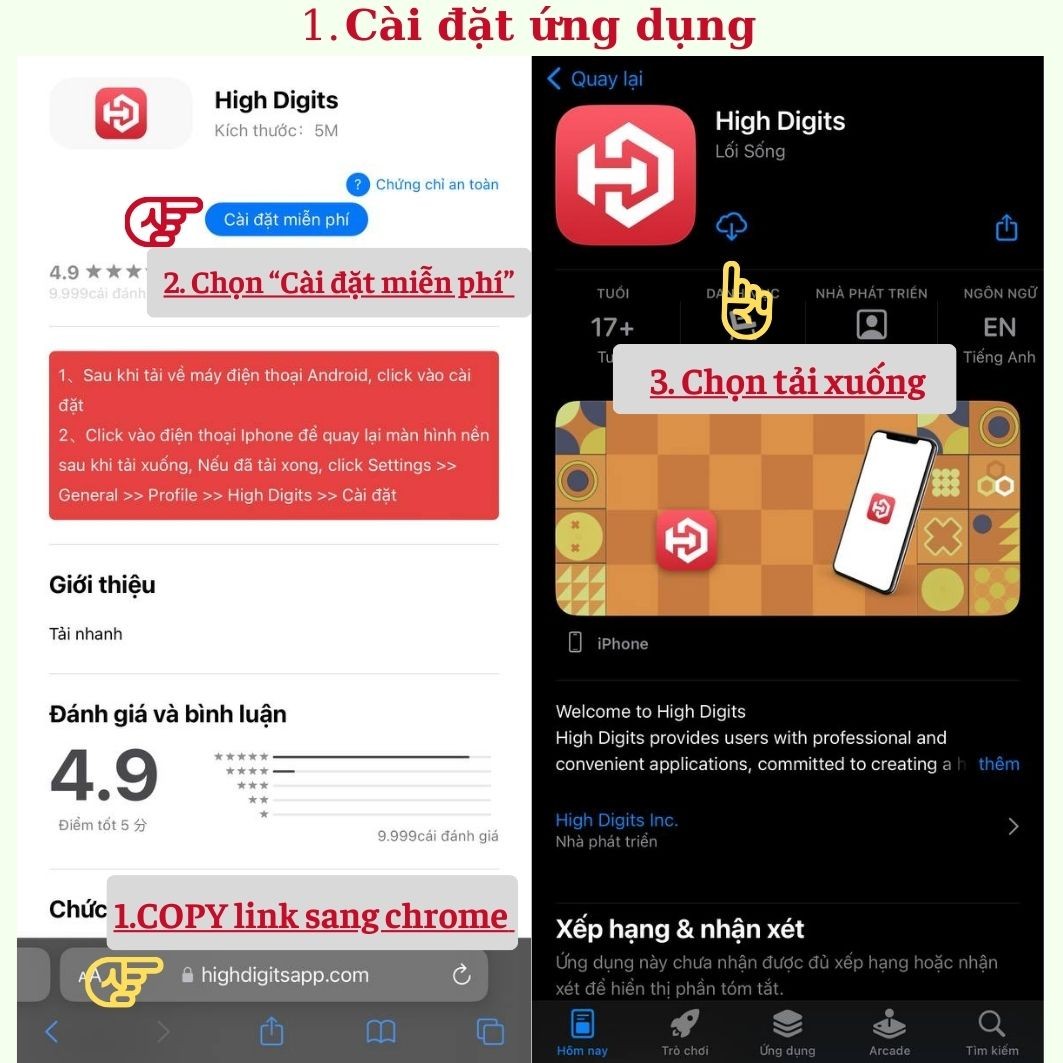 1. Cài đặt ứng dụng
High Digits
Kích thước: 5M
? Chứng chỉ an toàn
Cài đặt miễn phí
4.9 ★★★
2. Chọn “Cài đặt miễn phí”
9.999cái đánh
1、Sau khi tải về máy điện thoại Android, click vào cài
đặt
2、Click vào điện thoại Iphone để quay lại màn hình nền
sau khi tải xuống, Nếu đã tải xong, click Settings >>
General >> Profile >> High Digits >> Cài đặt
Giới thiệu
Tải nhanh
Đánh giá và bình luận
4.9
★★★★★
★★★★
★★★
★★
★
Điểm tốt 5 分
9.999cái đánh giá
Chức
1.COPY link sang chrome
AA highdigitsapp.com
Quay lại
High Digits
Lối Sống
TUỔI
17+
NHÀ PHÁT TRIỂN
NGÔN NGỮ
EN
Tiếng Anh
3. Chọn tải xuống
iPhone
Welcome to High Digits
High Digits provides users with professional and
convenient applications, committed to creating a h thêm
High Digits Inc.
Nhà phát triển
Xếp hạng & nhận xét
Ứng dụng này chưa nhận được đủ xếp hạng hoặc nhận
xét để hiển thị phần tóm tắt.
Hôm nay
Trò chơi
Ứng dụng
Arcade
Tìm kiếm